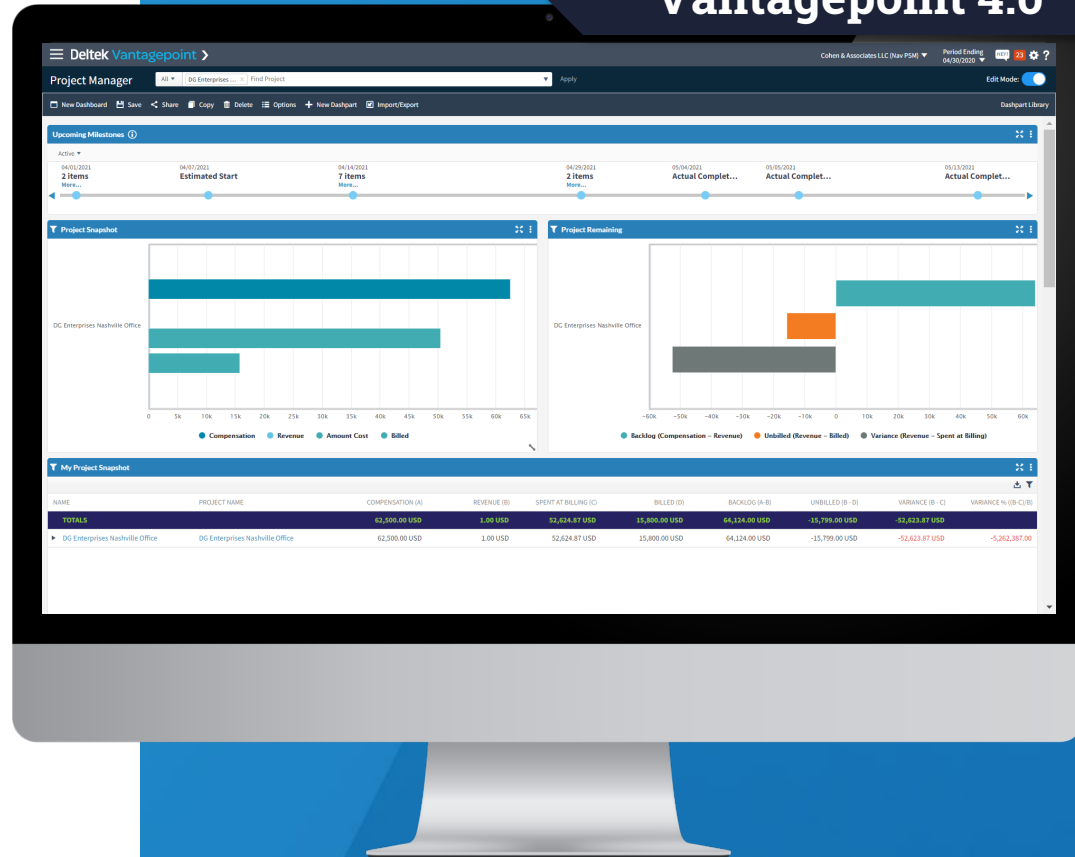 Vantagepoint 4.0
Deltek Vantagepoint ❯
Cohen & Associates LLC (Nav PSM) ▼ Period Ending 04/30/2020 ▼ HEY! 23 ?
Project Manager All ▼ DG Enterprises ... × Find Project ▼ Apply Edit Mode:
New Dashboard Save Share Copy Delete Options + New Dashpart Import/Export Dashpart Library
Upcoming Milestones
Active ▼
04/01/2021 04/07/2021 04/14/2021 04/29/2021 05/04/2021 05/05/2021 05/13/2021
2 items Estimated Start 7 items 2 items Actual Complet... Actual Complet... Actual Complet...
More... More... More...
Project Snapshot
DG Enterprises Nashville Office
0 5k 10k 15k 20k 25k 30k 35k 40k 45k 50k 55k 60k 65k
Compensation Revenue Amount Cost Billed
Project Remaining
DG Enterprises Nashville Office
-60k -50k -40k -30k -20k -10k 0 10k 20k 30k 40k 50k 60k
Backlog (Compensation – Revenue) Unbilled (Revenue – Billed) Variance (Revenue – Spent at Billing)
My Project Snapshot
NAME PROJECT NAME COMPENSATION (A) REVENUE (B) SPENT AT BILLING (C) BILLED (D) BACKLOG (A-B) UNBILLED (B - D) VARIANCE (B - C) VARIANCE % ((B-C)/B)
TOTALS 62,500.00 USD 1.00 USD 52,624.87 USD 15,800.00 USD 64,124.00 USD -15,799.00 USD -52,623.87 USD
DG Enterprises Nashville Office DG Enterprises Nashville Office 62,500.00 USD 1.00 USD 52,624.87 USD 15,800.00 USD 64,124.00 USD -15,799.00 USD -52,623.87 USD -5,262,387.00